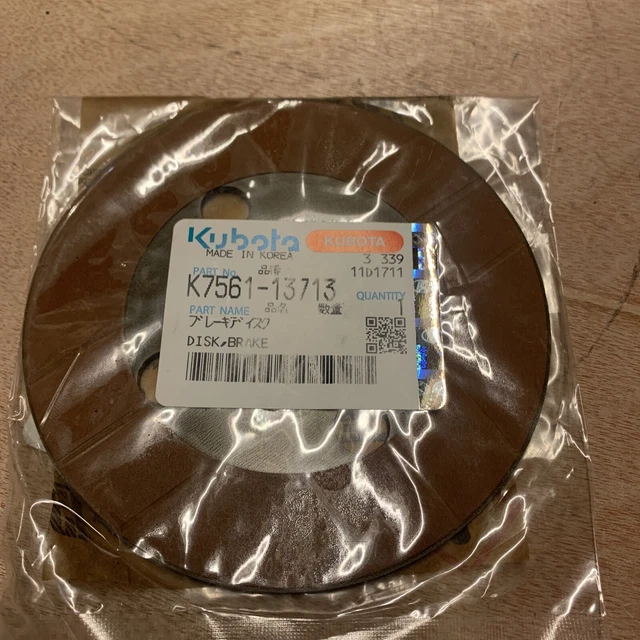 Kubota KUBOTA
MADE IN KOREA 3 339
PART No. 品番 11D1711
K7561-13713
PART NAME 品名 数量 QUANTITY
ブレーキディスク 1
DISK,BRAKE